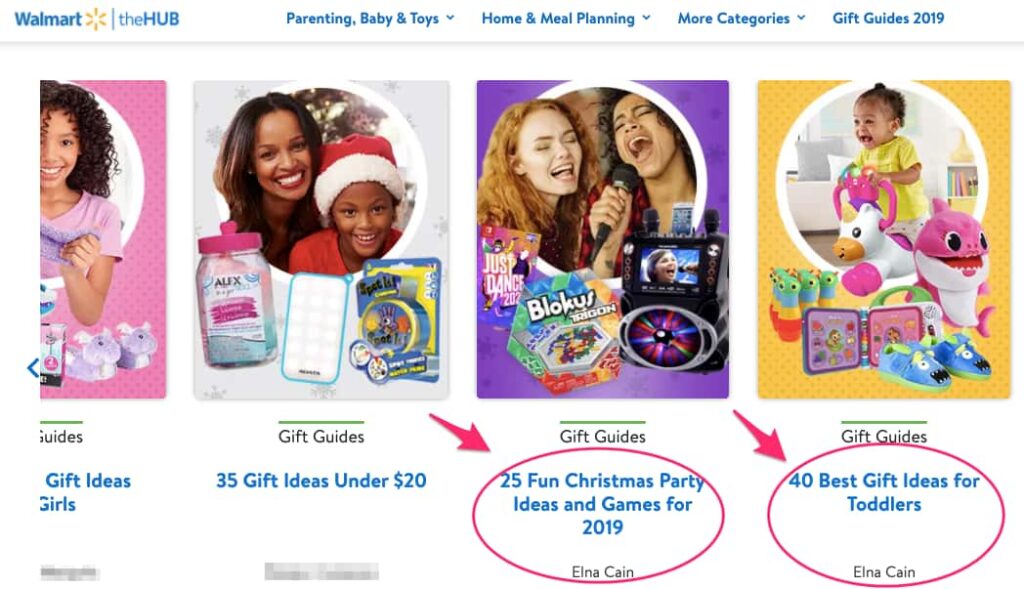 Walmart theHUB
Parenting, Baby & Toys
Home & Meal Planning
More Categories
Gift Guides 2019
ALEX
Spot It!
Spot It!
JUST
DANCE
202
Blokus
TRIGON
Guides
Gift Guides
Gift Guides
Gift Guides
Gift Ideas
Girls
35 Gift Ideas Under $20
25 Fun Christmas Party
Ideas and Games for
2019
40 Best Gift Ideas for
Toddlers
Elna Cain
Elna Cain